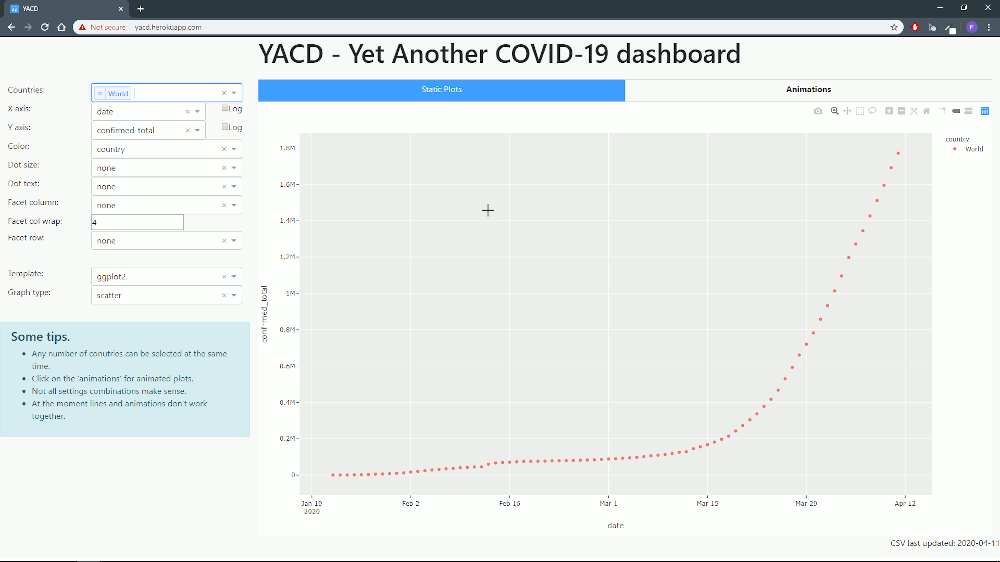 YACD
Not secure | yacd.herokuapp.com
YACD - Yet Another COVID-19 dashboard
Countries:
× World
X axis:
date
Log
Y axis:
confirmed_total
Log
Color:
country
Dot size:
none
Dot text:
none
Facet column:
none
Facet col wrap:
4
Facet row:
none
Template:
ggplot2
Graph type:
scatter
Some tips.
Any number of conutries can be selected at the same
time.
Click on the 'animations' for animated plots.
Not all settings combinations make sense.
At the moment lines and animations don't work
together.
Static Plots
Animations
country
World
1.8M
1.6M
1.4M
1.2M
1M
0.8M
0.6M
0.4M
0.2M
0
confirmed_total
Jan 19
2020
Feb 2
Feb 16
Mar 1
Mar 15
Mar 29
Apr 12
date
CSV last updated: 2020-04-11